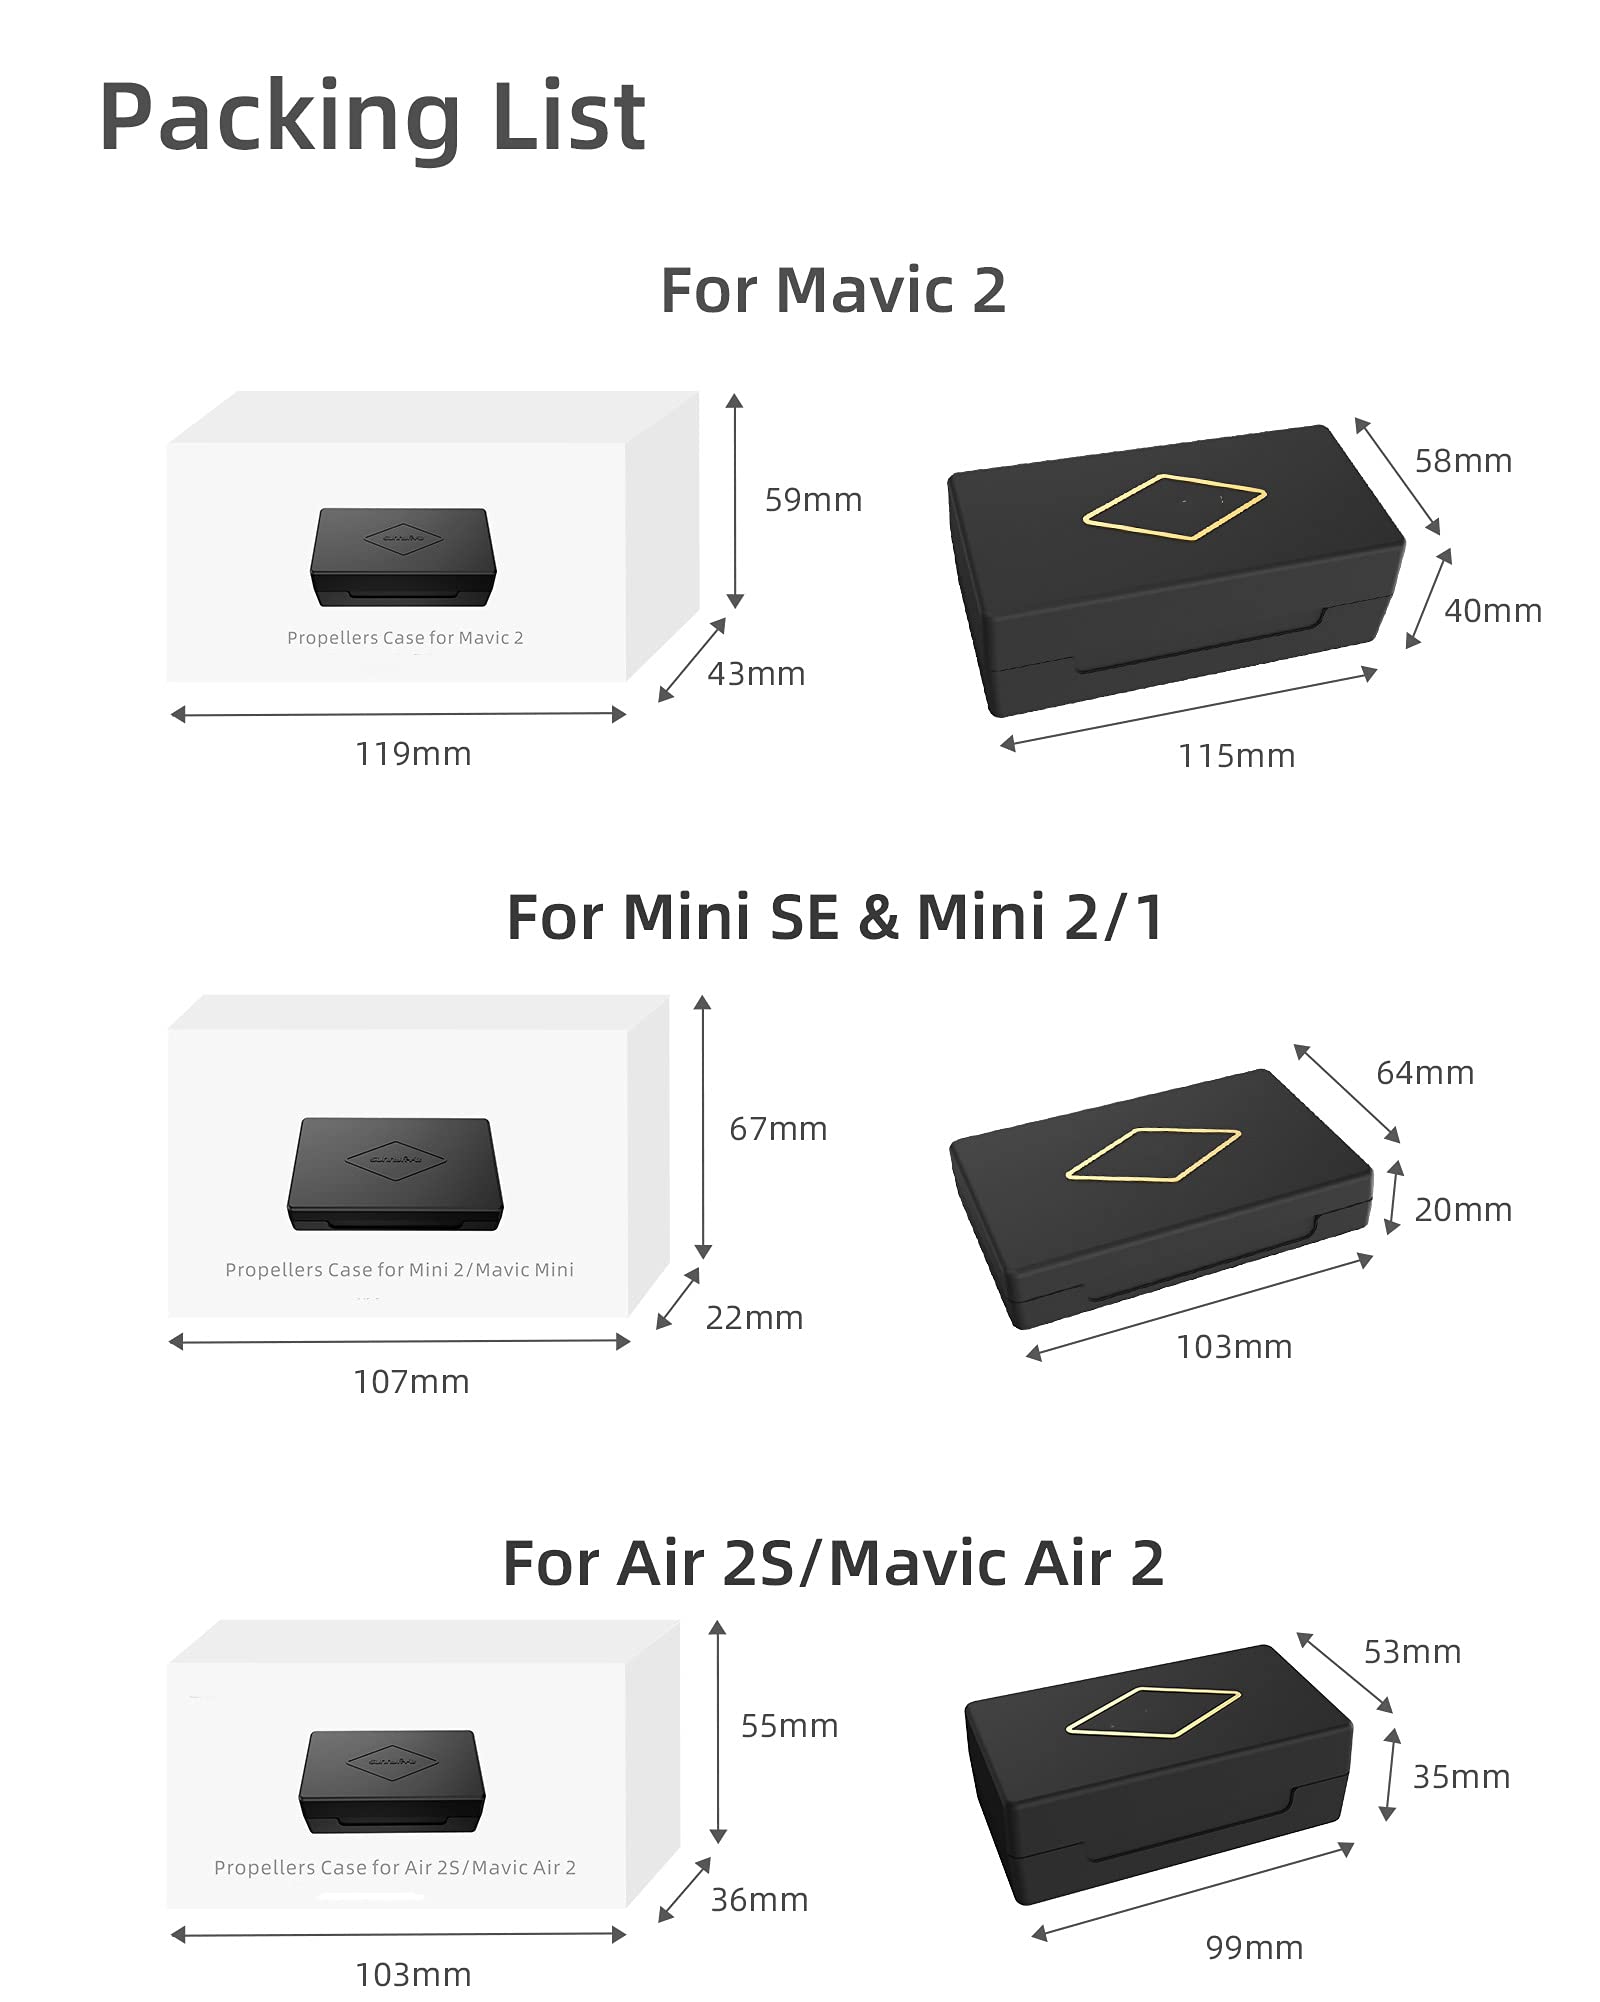 Packing List
For Mavic 2
59mm
58mm
40mm
Propellers Case for Mavic 2
43mm
119mm
115mm
For Mini SE & Mini 2/1
67mm
64mm
20mm
Propellers Case for Mini 2/Mavic Mini
22mm
103mm
107mm
For Air 2S/Mavic Air 2
53mm
55mm
35mm
Propellers Case for Air 2S/Mavic Air 2
36mm
99mm
103mm